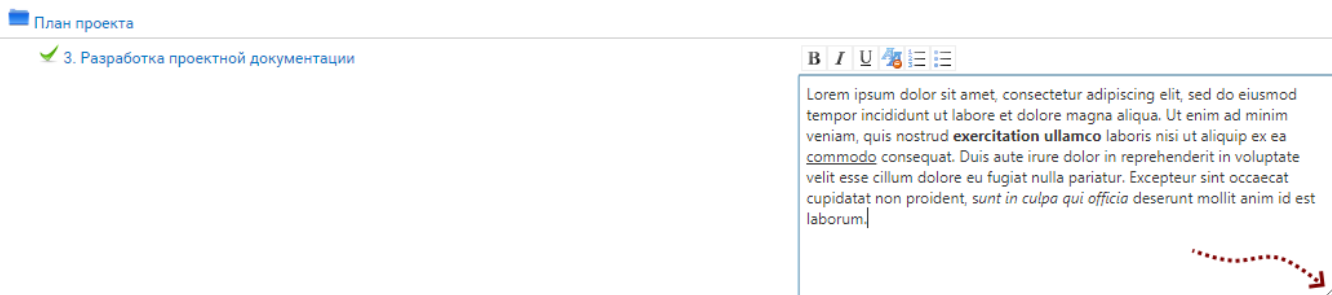 План проекта
3. Разработка проектной документации
B I U
Lorem ipsum dolor sit amet, consectetur adipiscing elit, sed do eiusmod
tempor incididunt ut labore et dolore magna aliqua. Ut enim ad minim
veniam, quis nostrud exercitation ullamco laboris nisi ut aliquip ex ea
commodo consequat. Duis aute irure dolor in reprehenderit in voluptate
velit esse cillum dolore eu fugiat nulla pariatur. Excepteur sint occaecat
cupidatat non proident, sunt in culpa qui officia deserunt mollit anim id est
laborum.